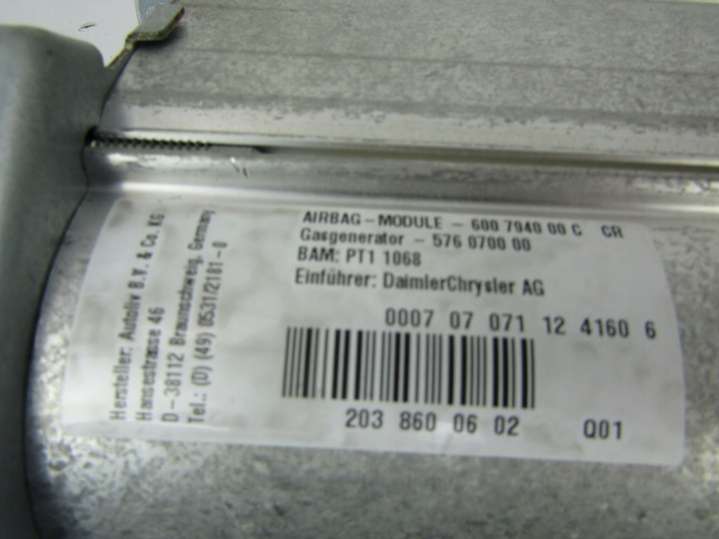 Hersteller: Autoliv B.V. & Co. KG
Hansestrasse 46
D-38112 Braunschweig, Germany
Tel.: (D) (49) 0531/2181-0
AIRBAG-MODULE - 600 7940 00 C CR
Gasgenerator - 576 0700 00
BAM: PT1 1068
Einführer: DaimlerChrysler AG
0007 07 071 12 4160 6
203 860 06 02 Q01